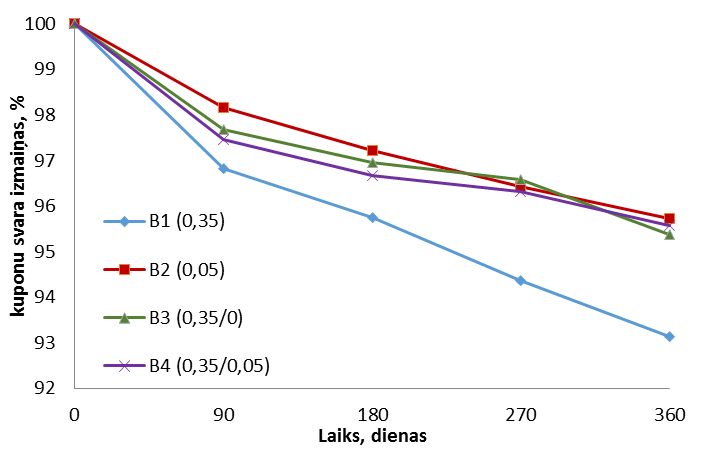 100
99
98
97
96
95
94
93
92
kuponu svara izmaiņas, %
B1 (0,35)
B2 (0,05)
B3 (0,35/0)
B4 (0,35/0,05)
0 90 180 270 360
Laiks, dienas